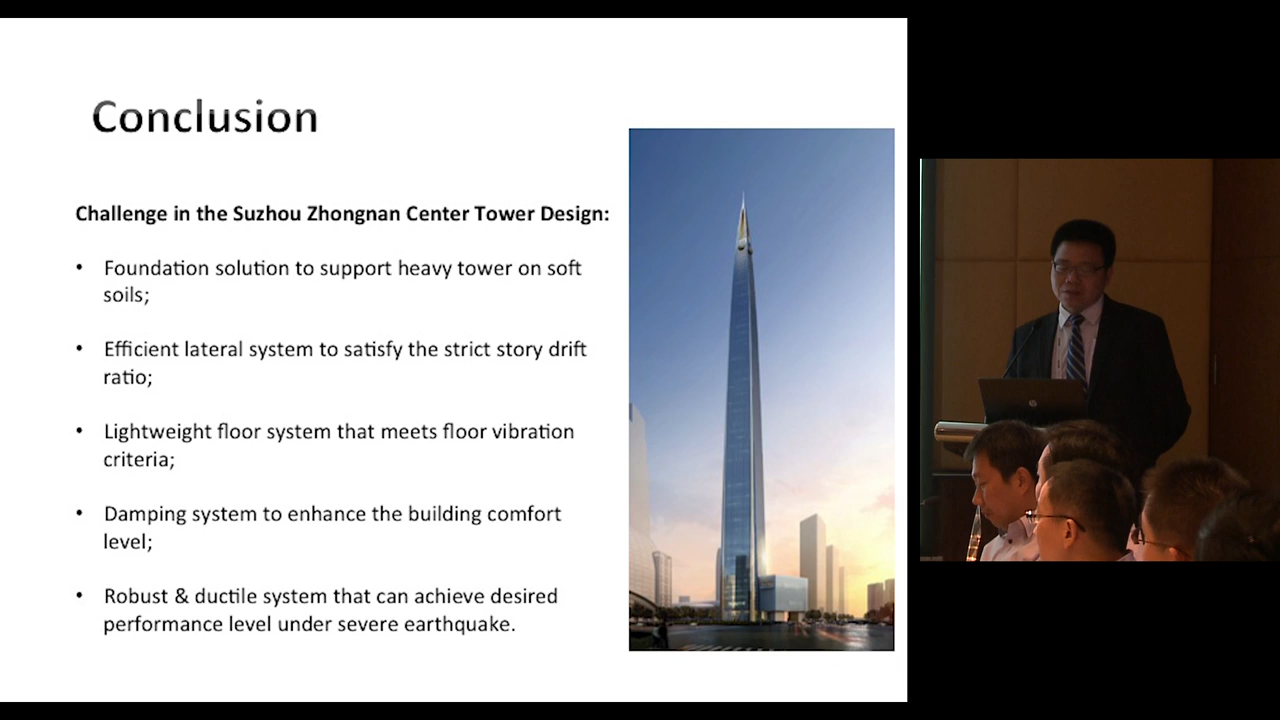 Conclusion
Challenge in the Suzhou Zhongnan Center Tower Design:
• Foundation solution to support heavy tower on soft
soils;
• Efficient lateral system to satisfy the strict story drift
ratio;
• Lightweight floor system that meets floor vibration
criteria;
• Damping system to enhance the building comfort
level;
• Robust & ductile system that can achieve desired
performance level under severe earthquake.